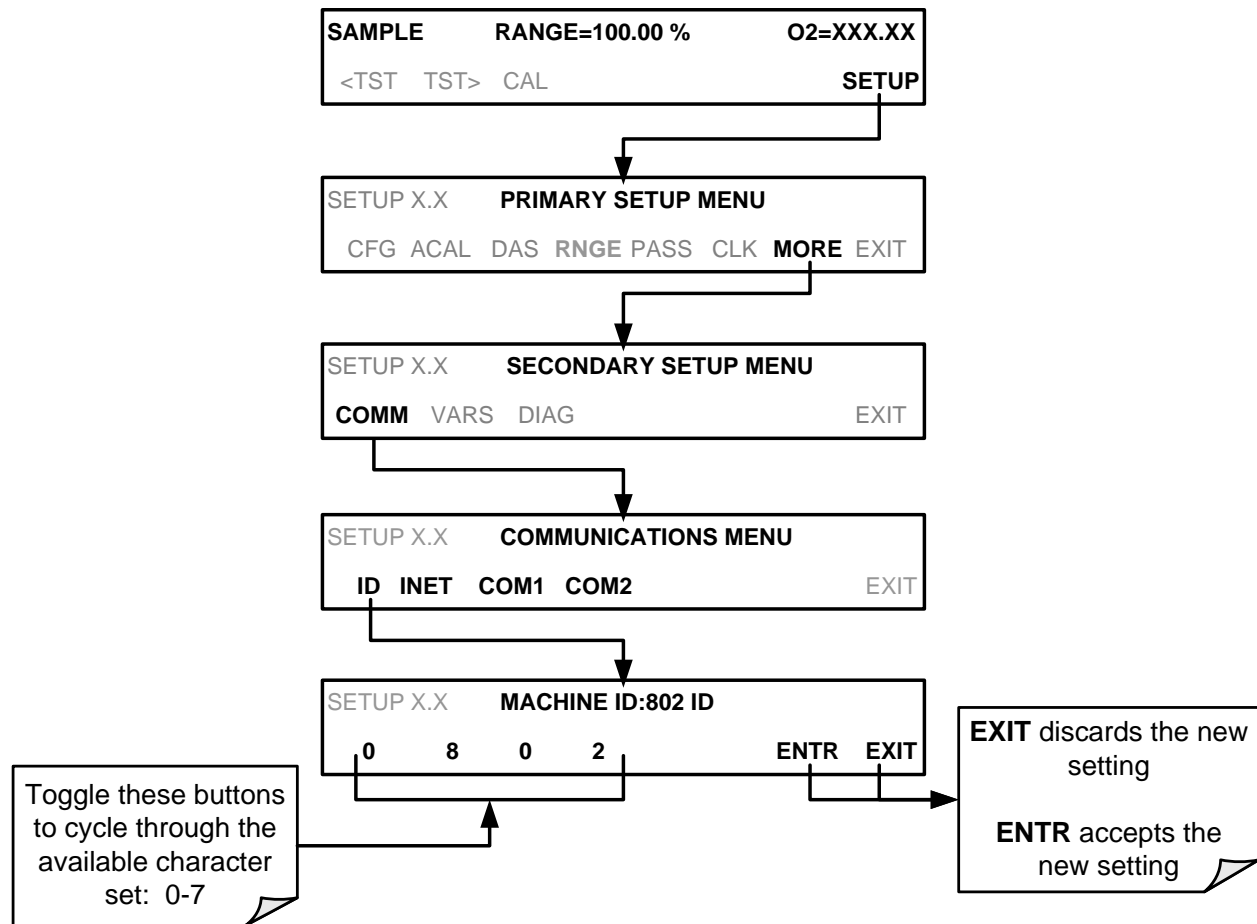 SAMPLE RANGE=100.00 % O2=XXX.XX
<TST TST> CAL SETUP
SETUP X.X PRIMARY SETUP MENU
CFG ACAL DAS RNGE PASS CLK MORE EXIT
SETUP X.X SECONDARY SETUP MENU
COMM VARS DIAG EXIT
SETUP X.X COMMUNICATIONS MENU
ID INET COM1 COM2 EXIT
SETUP X.X MACHINE ID:802 ID
0 8 0 2 ENTR EXIT
Toggle these buttons
to cycle through the
available character
set: 0-7
EXIT discards the new
setting
ENTR accepts the
new setting